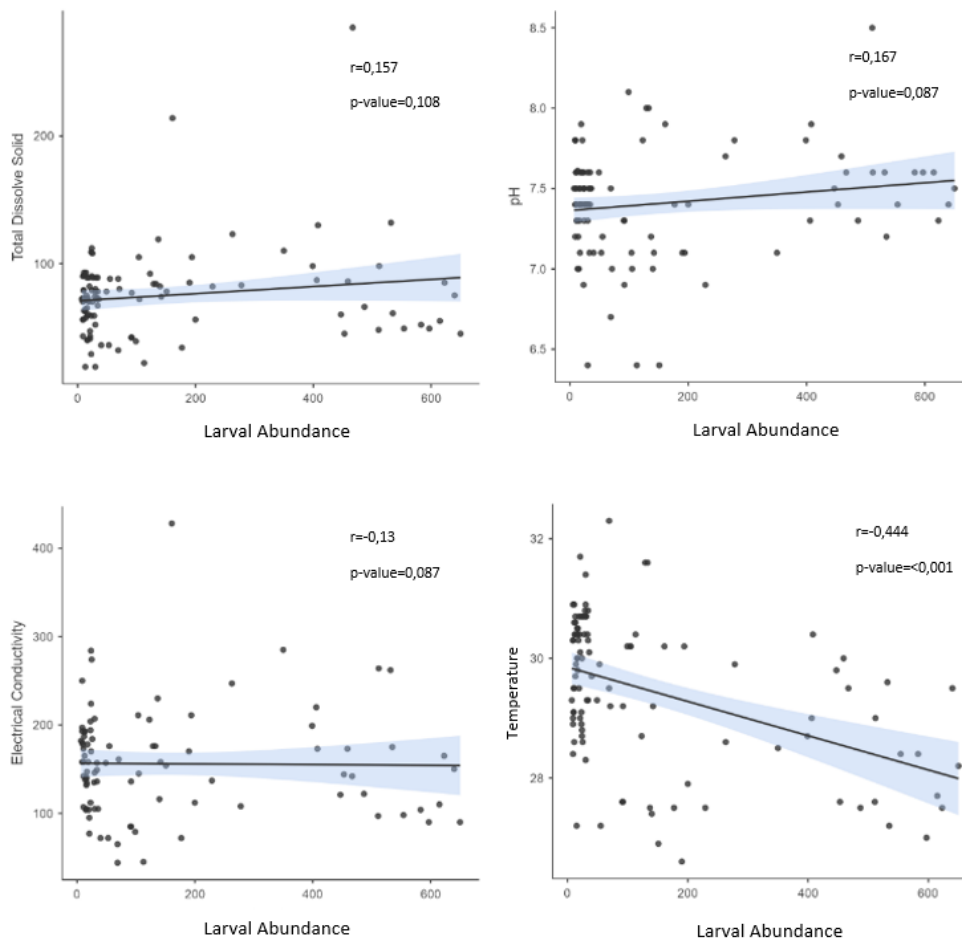 r=0,157
p-value=0,108
Total Dissolve Solid
200
100
0 200 400 600
Larval Abundance
r=0,167
p-value=0,087
pH
8.5
8.0
7.5
7.0
6.5
0 200 400 600
Larval Abundance
r=-0,13
p-value=0,087
Electrical Conductivity
400
300
200
100
0 200 400 600
Larval Abundance
r=-0,444
p-value=<0,001
Temperature
32
30
28
0 200 400 600
Larval Abundance